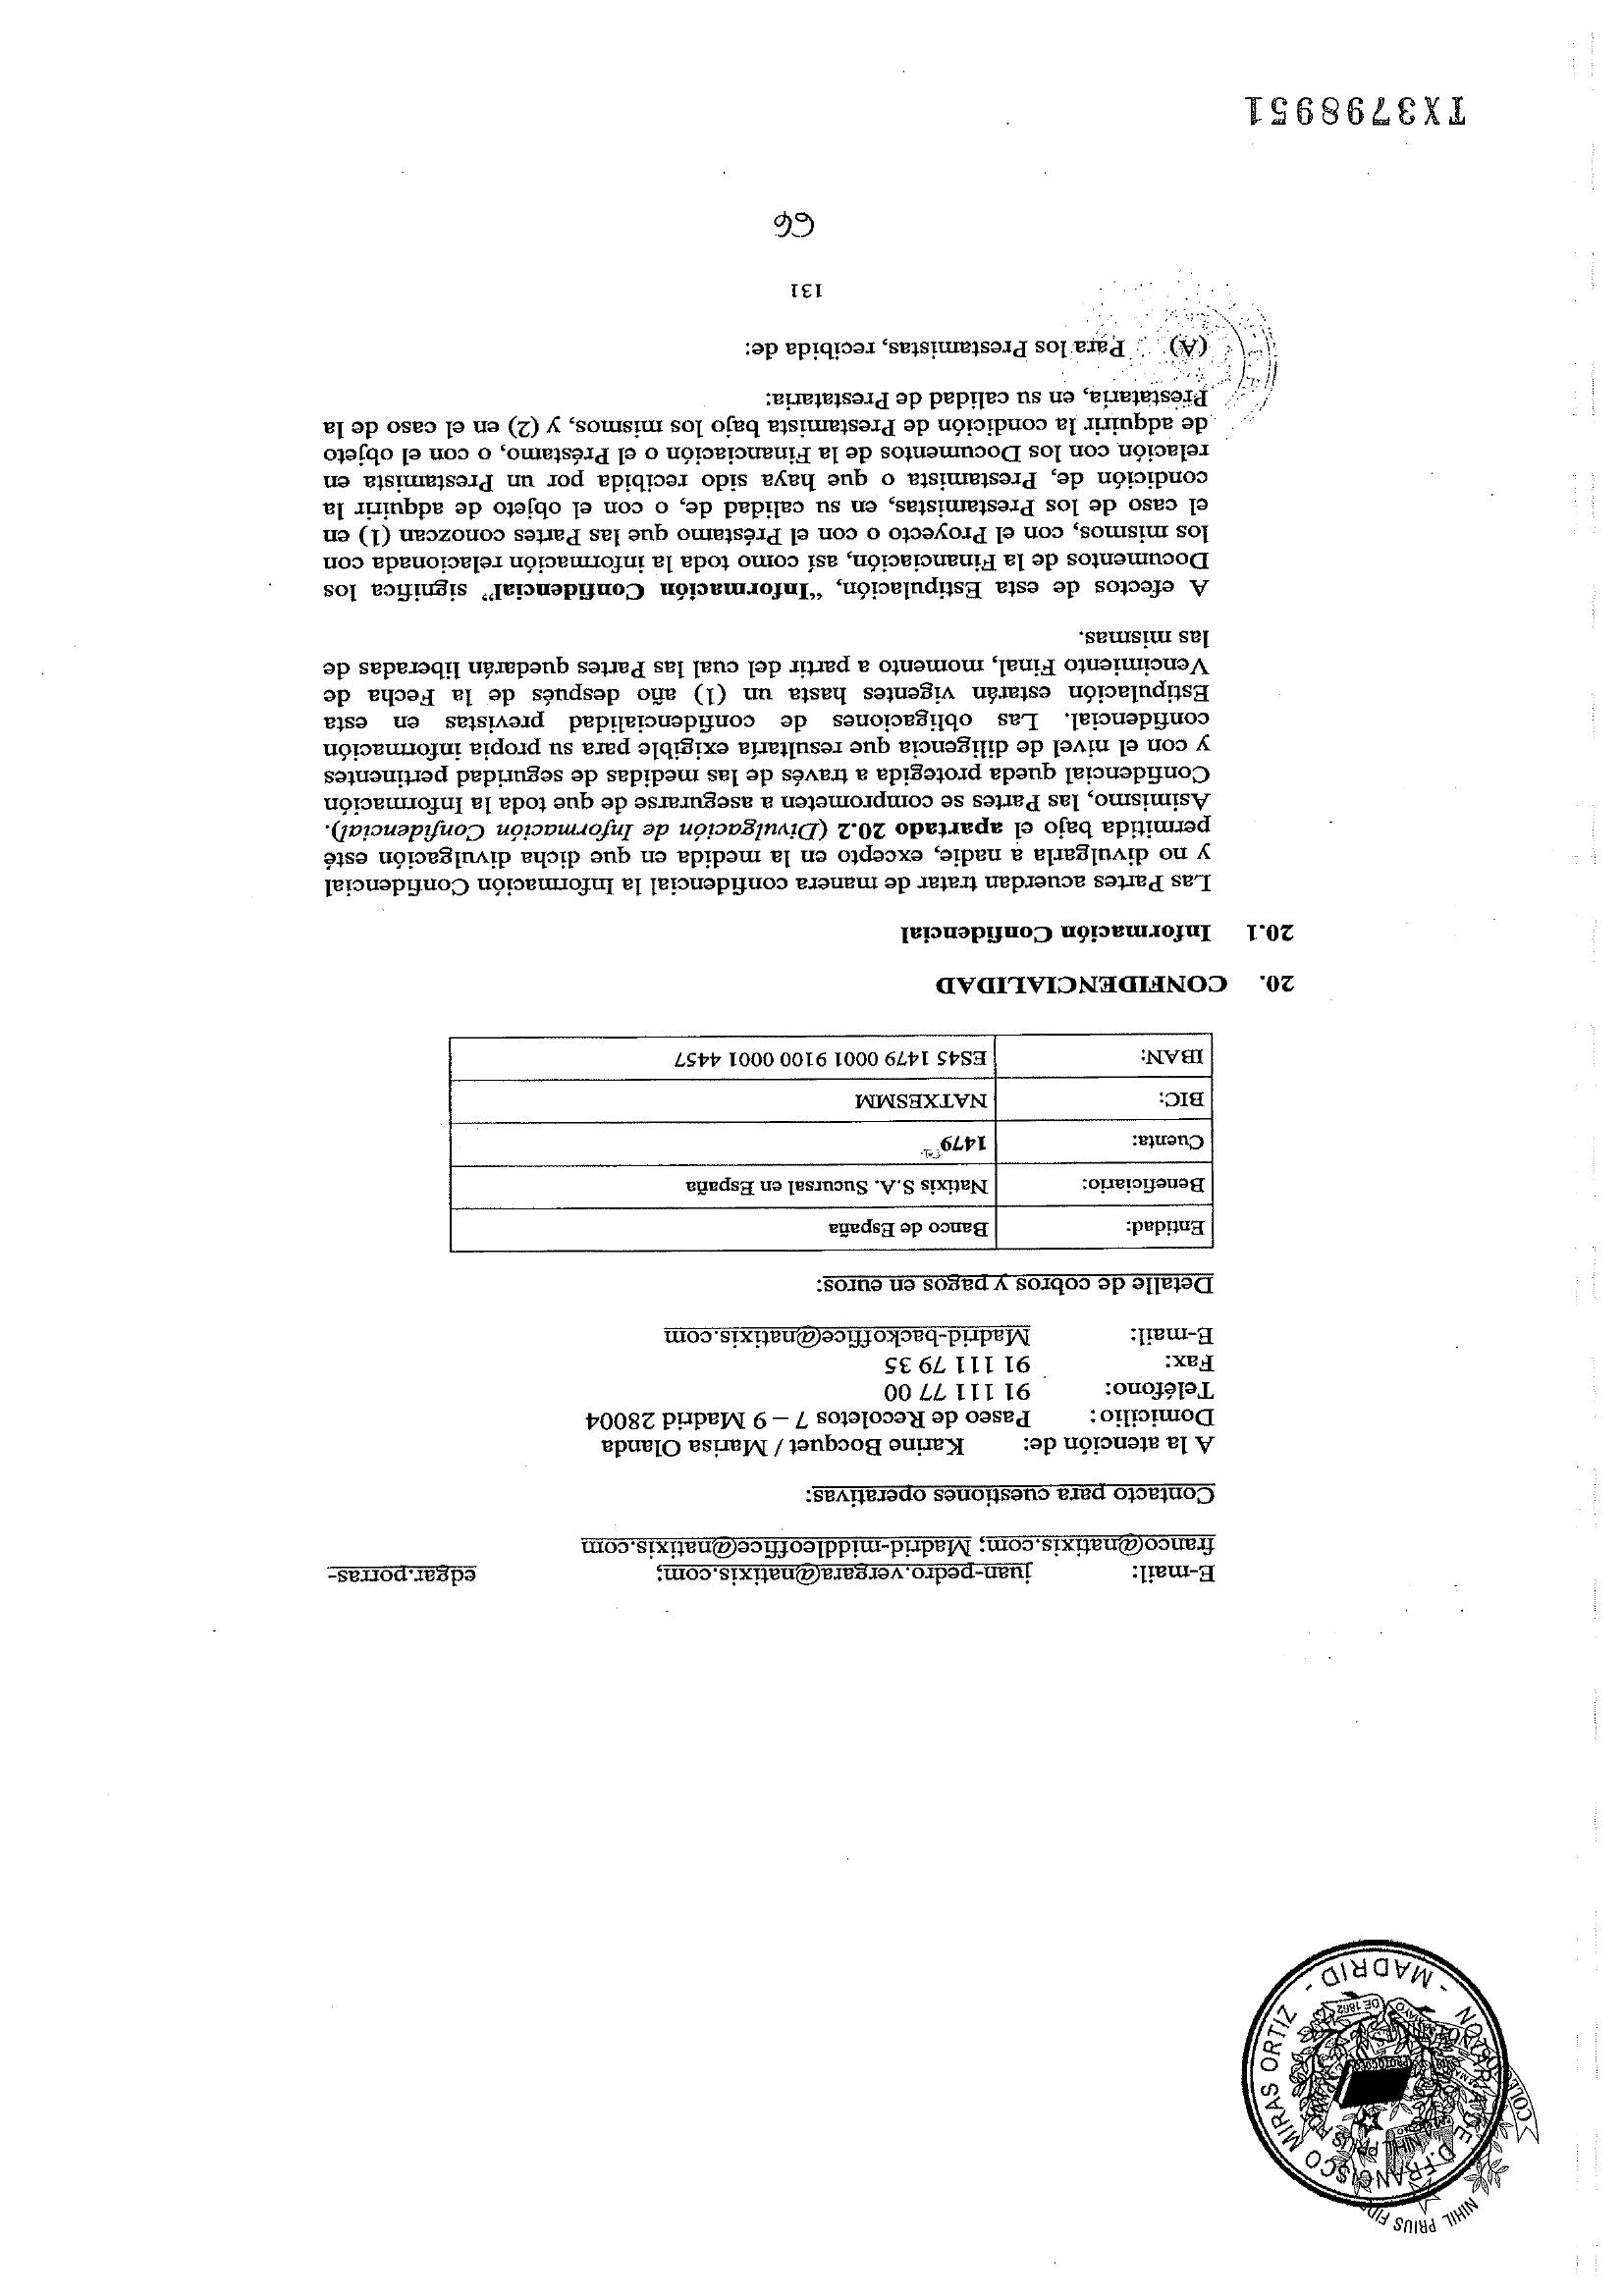 NIHIL PRIUS FIDE
NOTARIA DE D. FRANCISCO MIRAS ORTIZ
- MADRID -
E-mail: juan-pedro.vergara@natixis.com; edgar.porras-
franco@natixis.com; Madrid-middleoffice@natixis.com
Contacto para cuestiones operativas:
A la atención de: Karine Bocquet / Marisa Olanda
Domicilio: Paseo de Recoletos 7 – 9 Madrid 28004
Teléfono: 91 111 77 00
Fax: 91 111 79 35
E-mail: Madrid-backoffice@natixis.com
Detalle de cobros y pagos en euros:
Entidad: Banco de España
Beneficiario: Natixis S.A. Sucursal en España
Cuenta: 1479
BIC: NATXESMM
IBAN: ES45 1479 0001 9100 0001 4457
20. CONFIDENCIALIDAD
20.1 Información Confidencial
Las Partes acuerdan tratar de manera confidencial la Información Confidencial
y no divulgarla a nadie, excepto en la medida en que dicha divulgación esté
permitida bajo el apartado 20.2 (Divulgación de Información Confidencial).
Asimismo, las Partes se comprometen a asegurarse de que toda la Información
Confidencial queda protegida a través de las medidas de seguridad pertinentes
y con el nivel de diligencia que resultaría exigible para su propia información
confidencial. Las obligaciones de confidencialidad previstas en esta
Estipulación estarán vigentes hasta un (1) año después de la Fecha de
Vencimiento Final, momento a partir del cual las Partes quedarán liberadas de
las mismas.
A efectos de esta Estipulación, “Información Confidencial” significa los
Documentos de la Financiación, así como toda la información relacionada con
los mismos, con el Proyecto o con el Préstamo que las Partes conozcan (1) en
el caso de los Prestamistas, en su calidad de, o con el objeto de adquirir la
condición de, Prestamista o que haya sido recibida por un Prestamista en
relación con los Documentos de la Financiación o el Préstamo, o con el objeto
de adquirir la condición de Prestamista bajo los mismos, y (2) en el caso de la
Prestataria, en su calidad de Prestataria:
(A) Para los Prestamistas, recibida de:
131
66
TX3798951